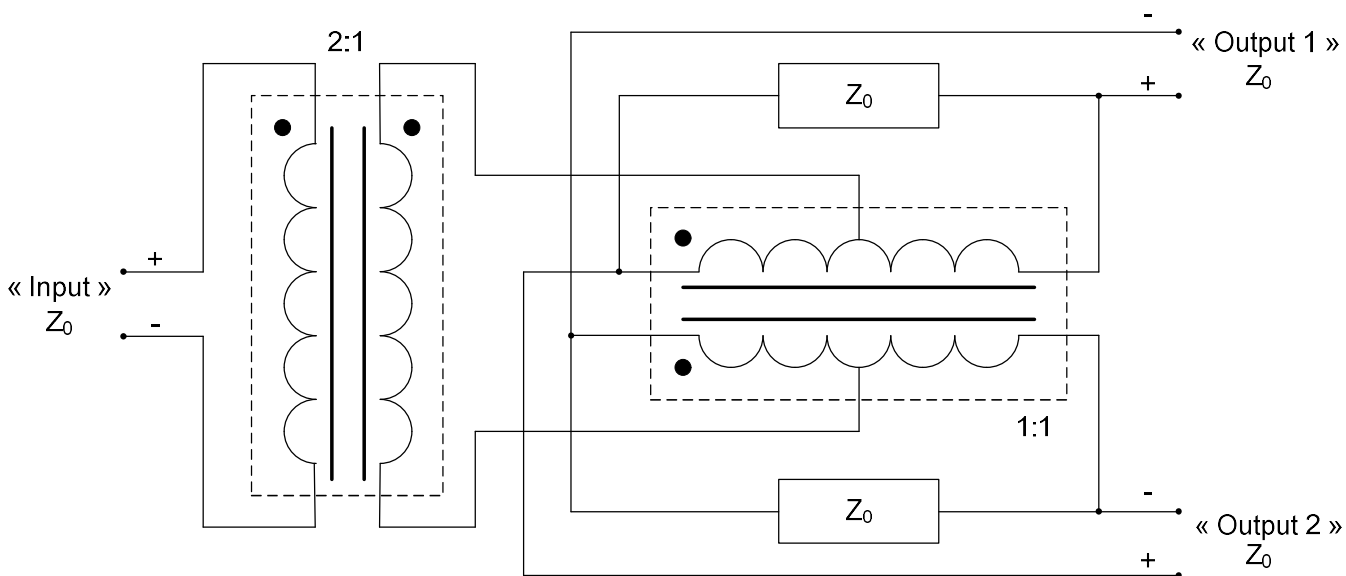 2:1
« Input »
Z0
+
-
-
« Output 1 »
Z0
+
Z0
1:1
Z0
-
« Output 2 »
Z0
+